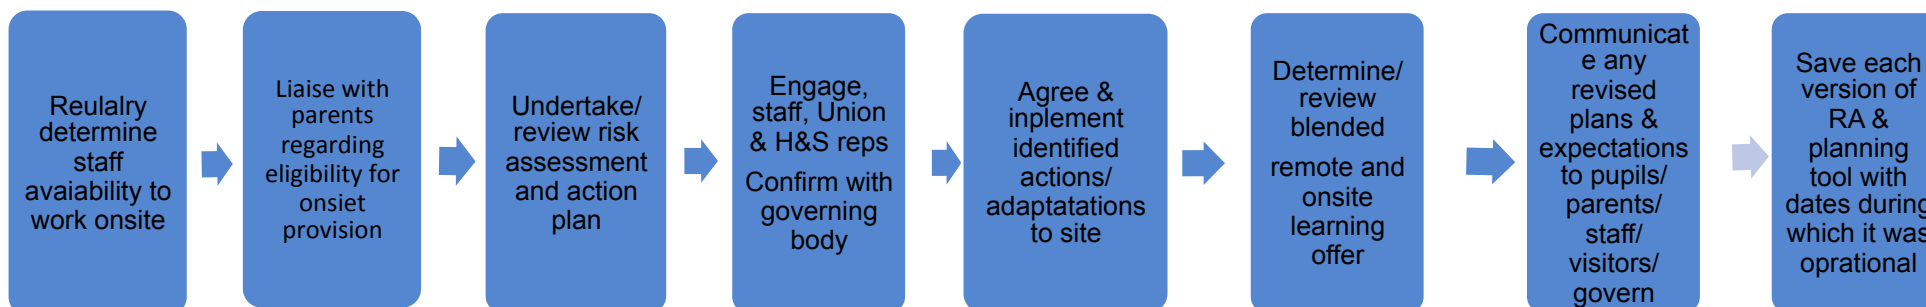 Reulalry
determine
staff
avaiability to
work onsite
Liaise with
parents
regarding
eligibility for
onsiet
provision
Undertake/
review risk
assessment
and action
plan
Engage,
staff, Union
& H&S reps
Confirm with
governing
body
Agree &
inplement
identified
actions/
adaptatations
to site
Determine/
review
blended
remote and
onsite
learning
offer
Communicat
e any
revised
plans &
expectations
to pupils/
parents/
staff/
visitors/
govern
Save each
version of
RA &
planning
tool with
dates during
which it was
oprational